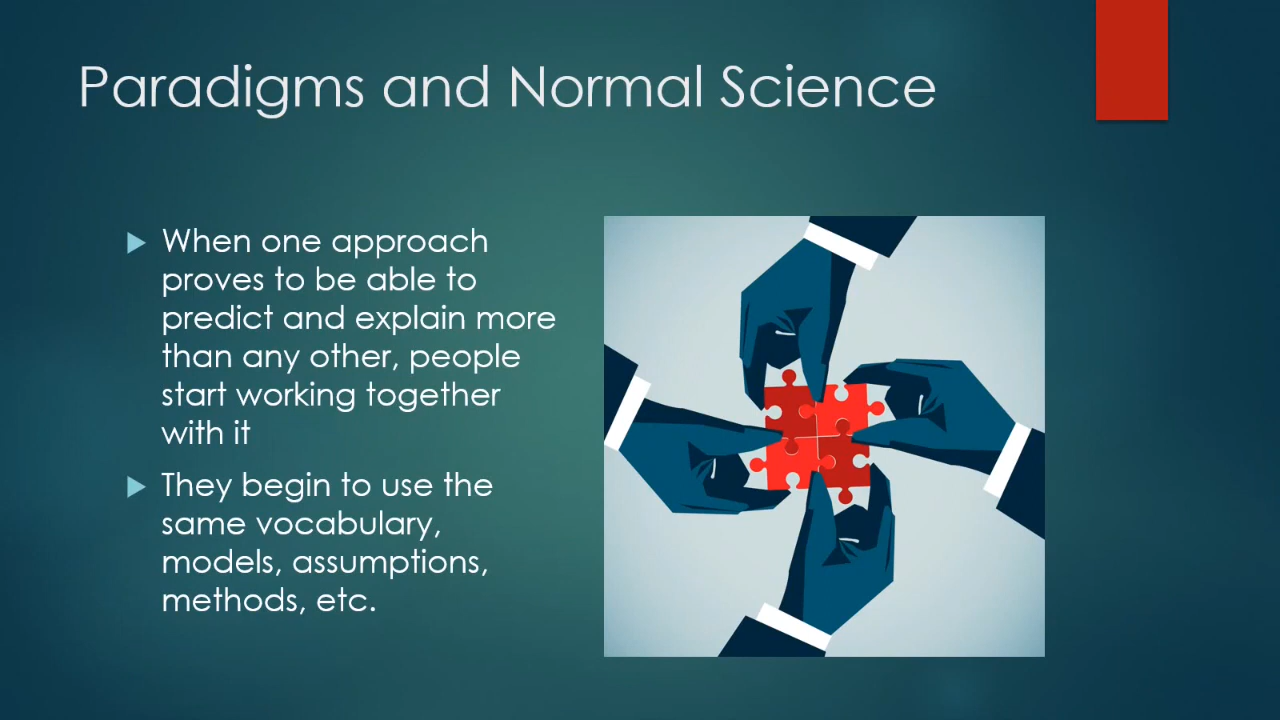 Paradigms and Normal Science
When one approach
proves to be able to
predict and explain more
than any other, people
start working together
with it
They begin to use the
same vocabulary,
models, assumptions,
methods, etc.